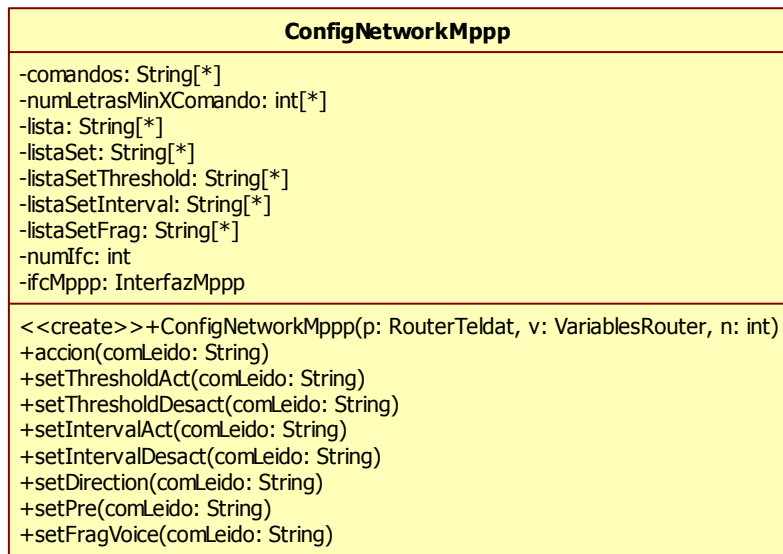 ConfigNetworkMppp
-comandos: String[*]
-numLetrasMinXComando: int[*]
-lista: String[*]
-listaSet: String[*]
-listaSetThreshold: String[*]
-listaSetInterval: String[*]
-listaSetFrag: String[*]
-numIfc: int
-ifcMppp: InterfazMppp
<<create>>+ConfigNetworkMppp(p: RouterTeldat, v: VariablesRouter, n: int)
+accion(comLeido: String)
+setThresholdAct(comLeido: String)
+setThresholdDesact(comLeido: String)
+setIntervalAct(comLeido: String)
+setIntervalDesact(comLeido: String)
+setDirection(comLeido: String)
+setPre(comLeido: String)
+setFragVoice(comLeido: String)